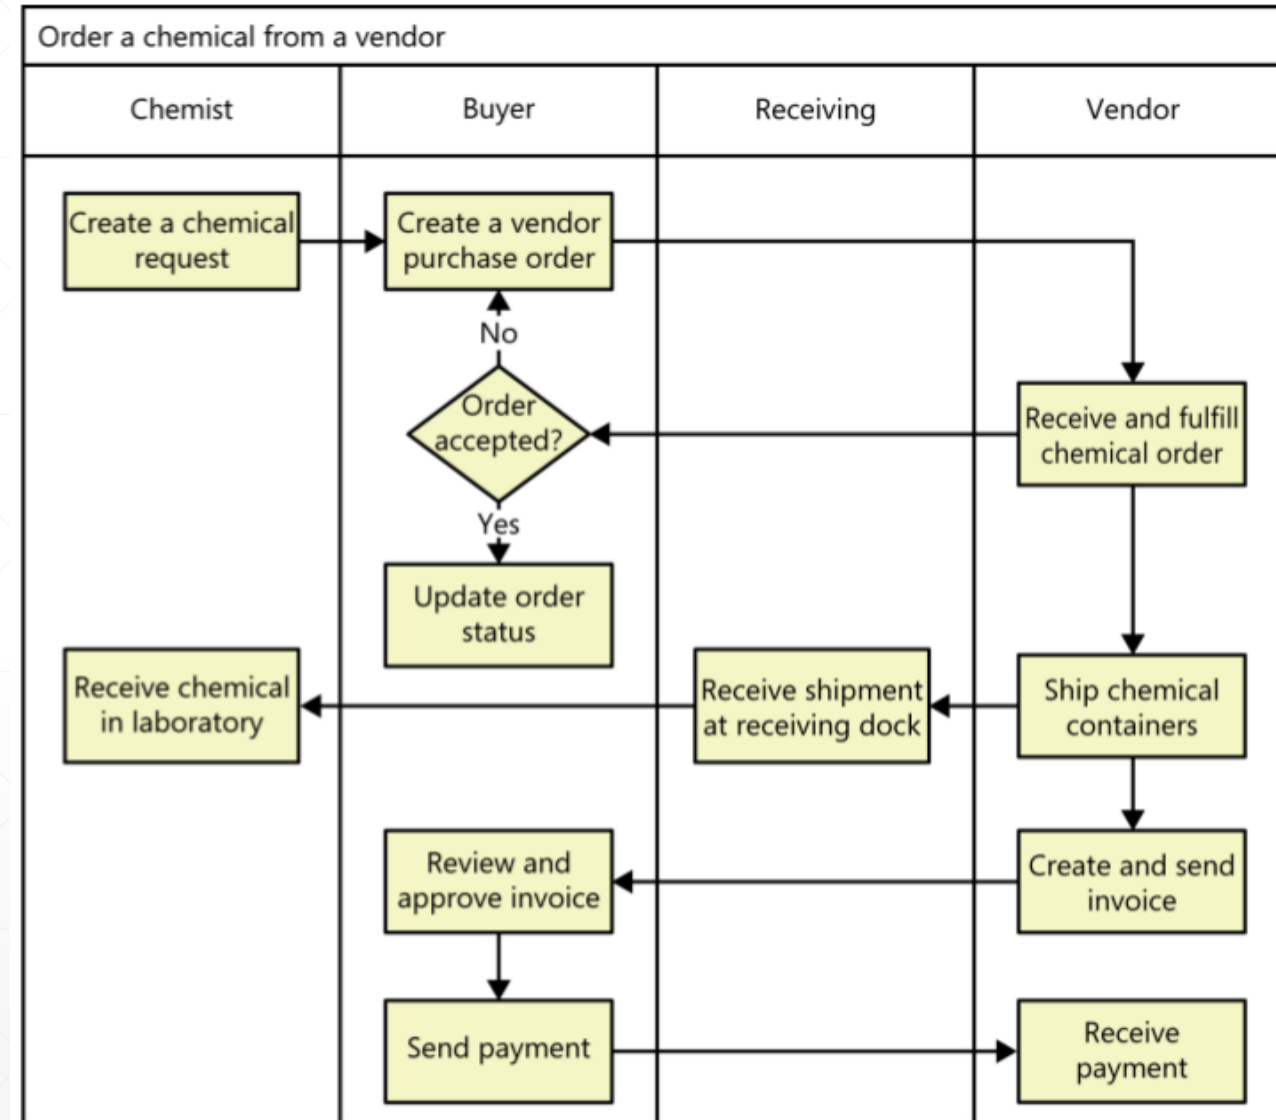 Order a chemical from a vendor
Chemist
Buyer
Receiving
Vendor
Create a chemical
request
Create a vendor
purchase order
No
Order
accepted?
Receive and fulfill
chemical order
Yes
Update order
status
Receive chemical
in laboratory
Receive shipment
at receiving dock
Ship chemical
containers
Review and
approve invoice
Create and send
invoice
Send payment
Receive
payment